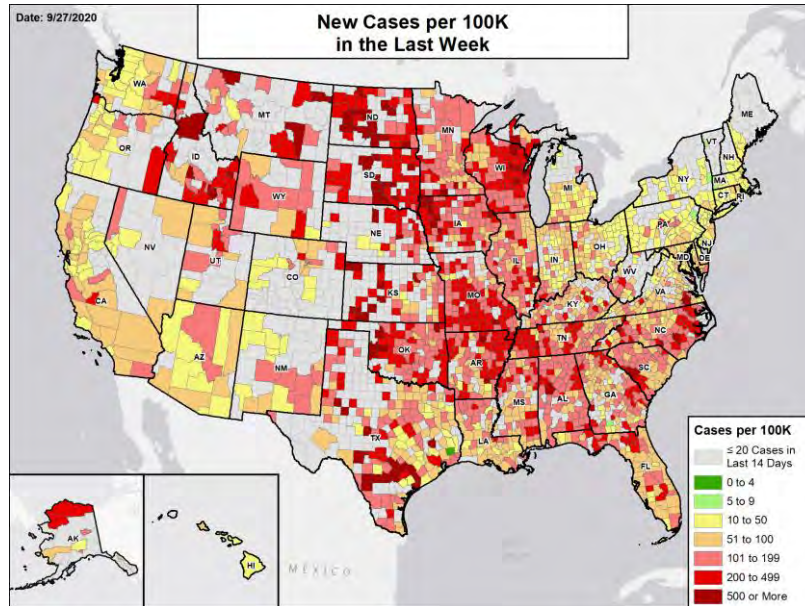 Date: 9/27/2020
New Cases per 100K
in the Last Week
WA
MT
ND
MN
ME
OR
ID
SD
WI
VT
NH
WY
MI
NY
MA
CT
RI
NE
IA
PA
NV
UT
CO
IL
IN
OH
NJ
MD
DE
CA
KS
MO
KY
WV
VA
AZ
NM
OK
AR
TN
NC
SC
TX
LA
MS
AL
GA
FL
AK
HI
MÉXICO
Cases per 100K
≤ 20 Cases in
Last 14 Days
0 to 4
5 to 9
10 to 50
51 to 100
101 to 199
200 to 499
500 or More